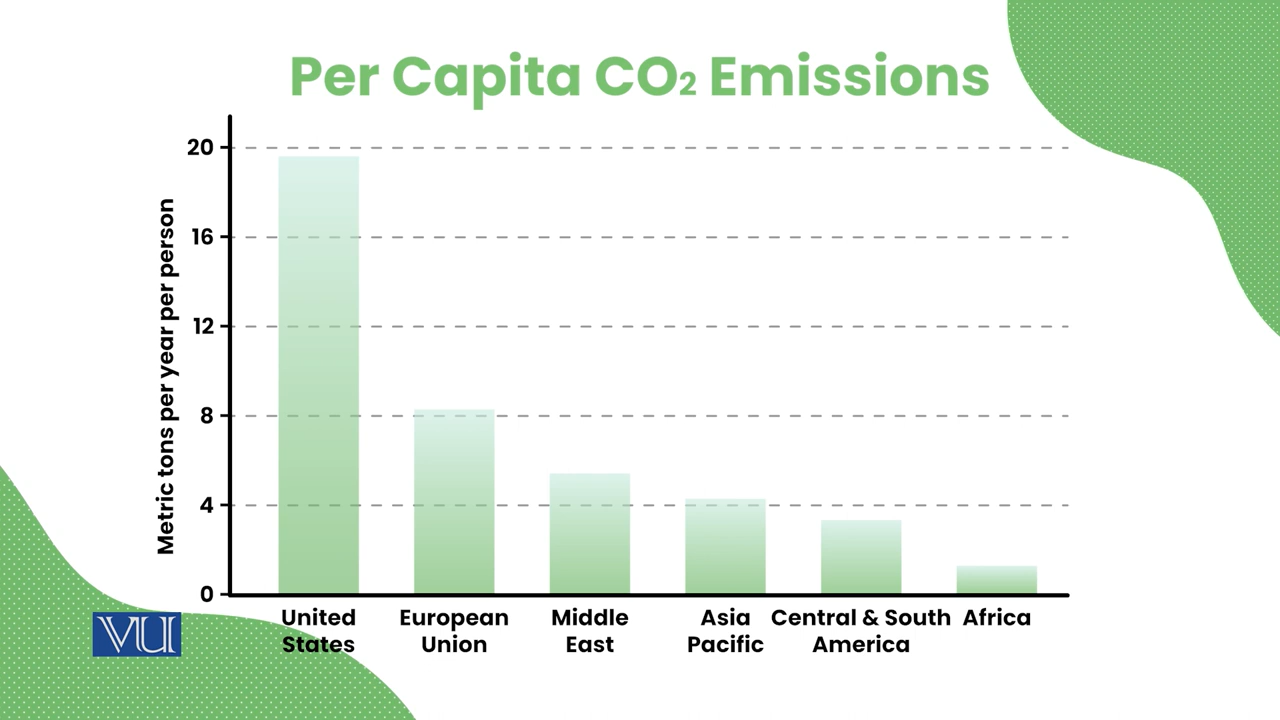 Per Capita CO₂ Emissions
Metric tons per year per person
20
16
12
8
4
0
United States
European Union
Middle East
Asia Pacific
Central & South America
Africa
VU